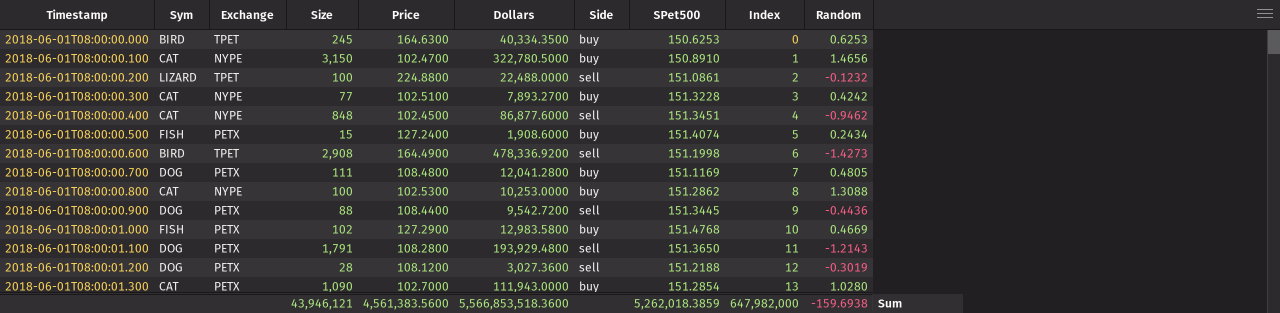 Timestamp Sym Exchange Size Price Dollars Side SPet500 Index Random
2018-06-01T08:00:00.000 BIRD TPET 245 164.6300 40,334.3500 buy 150.6253 0 0.6253
2018-06-01T08:00:00.100 CAT NYPE 3,150 102.4700 322,780.5000 buy 150.8910 1 1.4656
2018-06-01T08:00:00.200 LIZARD TPET 100 224.8800 22,488.0000 sell 151.0861 2 -0.1232
2018-06-01T08:00:00.300 CAT NYPE 77 102.5100 7,893.2700 buy 151.3228 3 0.4242
2018-06-01T08:00:00.400 CAT NYPE 848 102.4500 86,877.6000 sell 151.3451 4 -0.9462
2018-06-01T08:00:00.500 FISH PETX 15 127.2400 1,908.6000 buy 151.4074 5 0.2434
2018-06-01T08:00:00.600 BIRD TPET 2,908 164.4900 478,336.9200 sell 151.1998 6 -1.4273
2018-06-01T08:00:00.700 DOG PETX 111 108.4800 12,041.2800 buy 151.1169 7 0.4805
2018-06-01T08:00:00.800 CAT NYPE 100 102.5300 10,253.0000 buy 151.2862 8 1.3088
2018-06-01T08:00:00.900 DOG PETX 88 108.4400 9,542.7200 sell 151.3445 9 -0.4436
2018-06-01T08:00:01.000 FISH PETX 102 127.2900 12,983.5800 buy 151.4768 10 0.4669
2018-06-01T08:00:01.100 DOG PETX 1,791 108.2800 193,929.4800 sell 151.3650 11 -1.2143
2018-06-01T08:00:01.200 DOG PETX 28 108.1200 3,027.3600 sell 151.2188 12 -0.3019
2018-06-01T08:00:01.300 CAT PETX 1,090 102.7000 111,943.0000 buy 151.2854 13 1.0280
43,946,121 4,561,383.5600 5,566,853,518.3600 5,262,018.3859 647,982,000 -159.6938 Sum